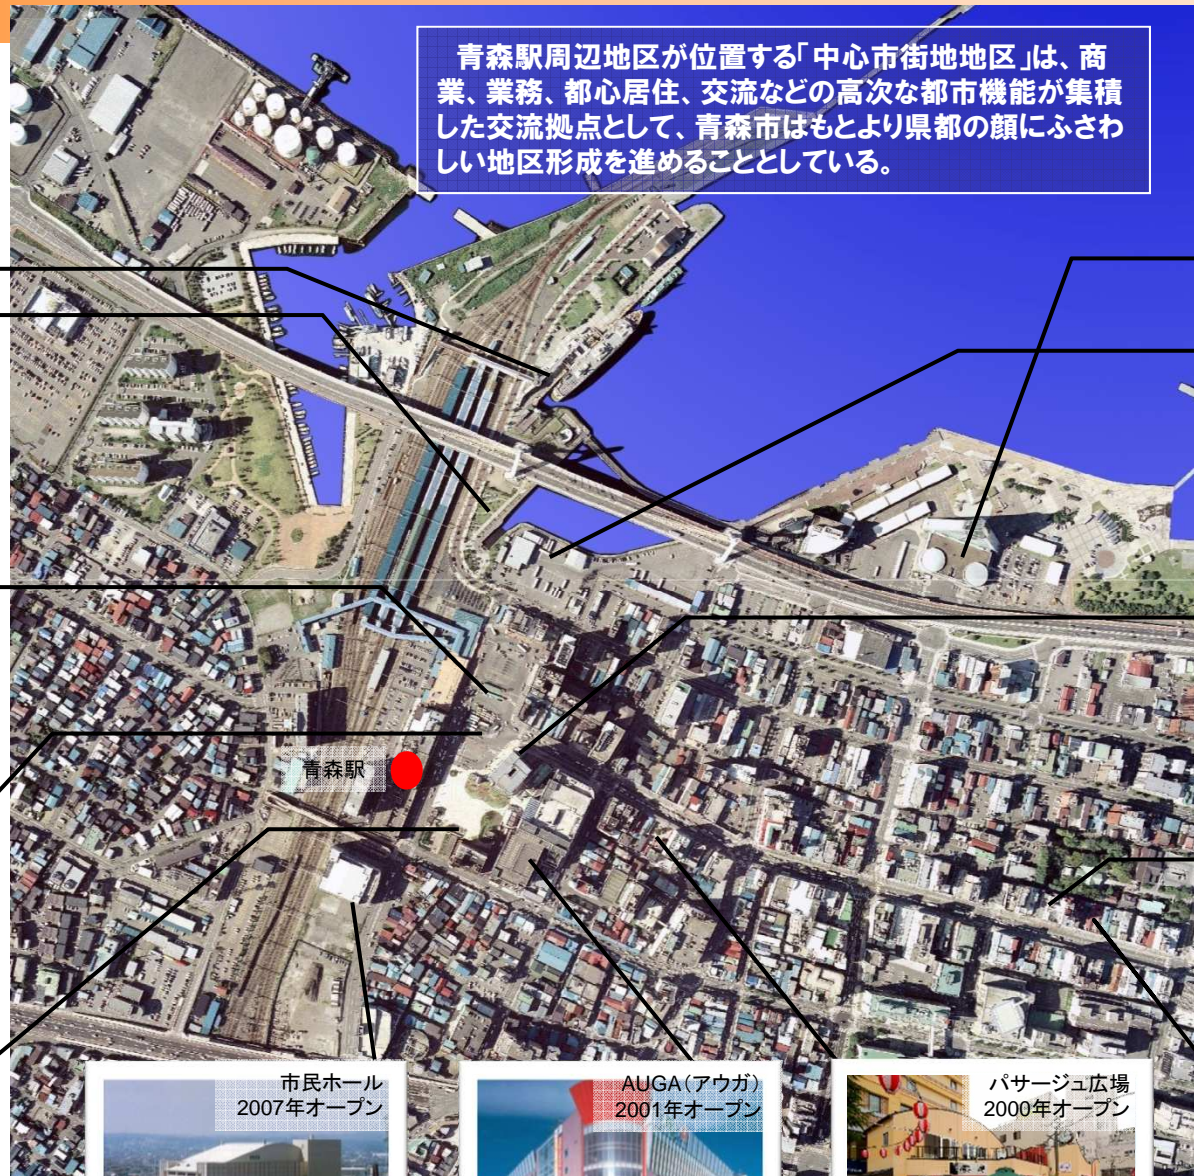 青森駅周辺地区が位置する「中心市街地地区」は、商
業、業務、都心居住、交流などの高次な都市機能が集積
した交流拠点として、青森市はもとより県都の顔にふさわ
しい地区形成を進めることとしている。
青森駅
市民ホール
2007年オープン
AUGA(アウガ)
2001年オープン
パサージュ広場
2000年オープン